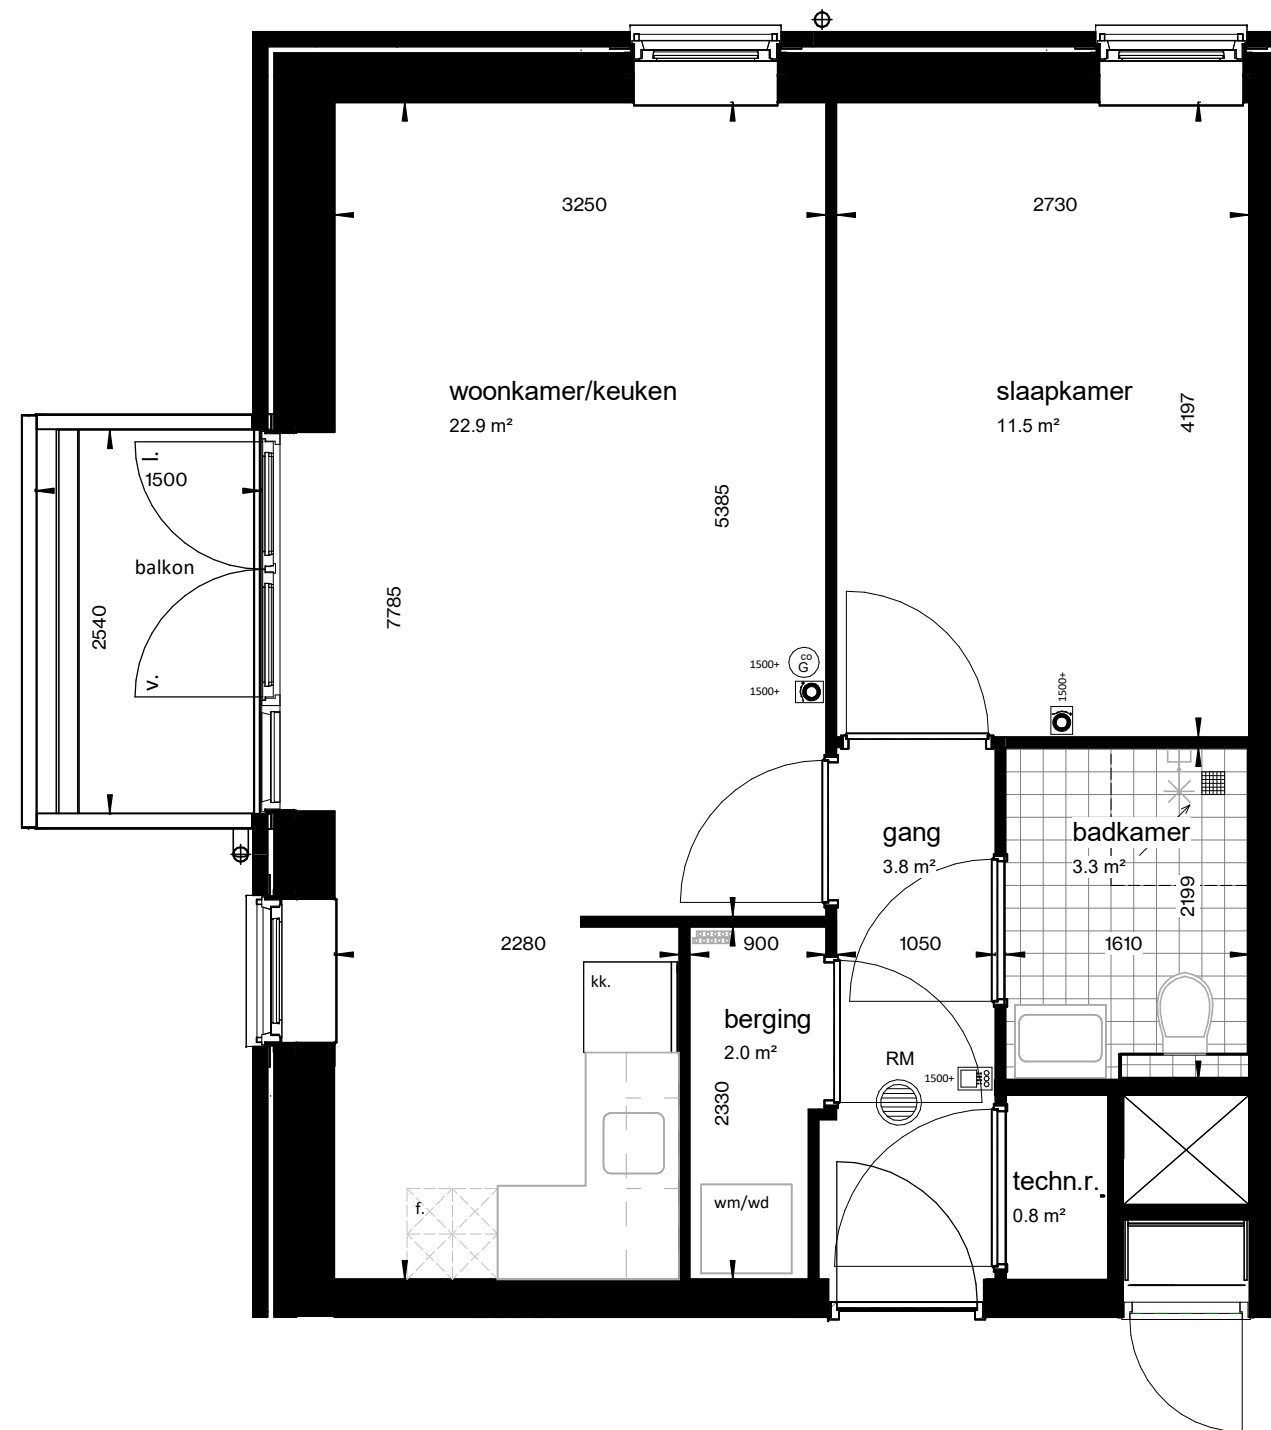 3250
2730
woonkamer/keuken
22.9 m²
slaapkamer
11.5 m²
4197
l.
1500
5385
balkon
7785
2540
v.
1500+
co
G
1500+
1500+
gang
3.8 m²
badkamer
3.3 m²
2199
2280
900
1050
1610
kk.
berging
2.0 m²
RM
1500+
2330
f.
wm/wd
techn.r.
0.8 m²